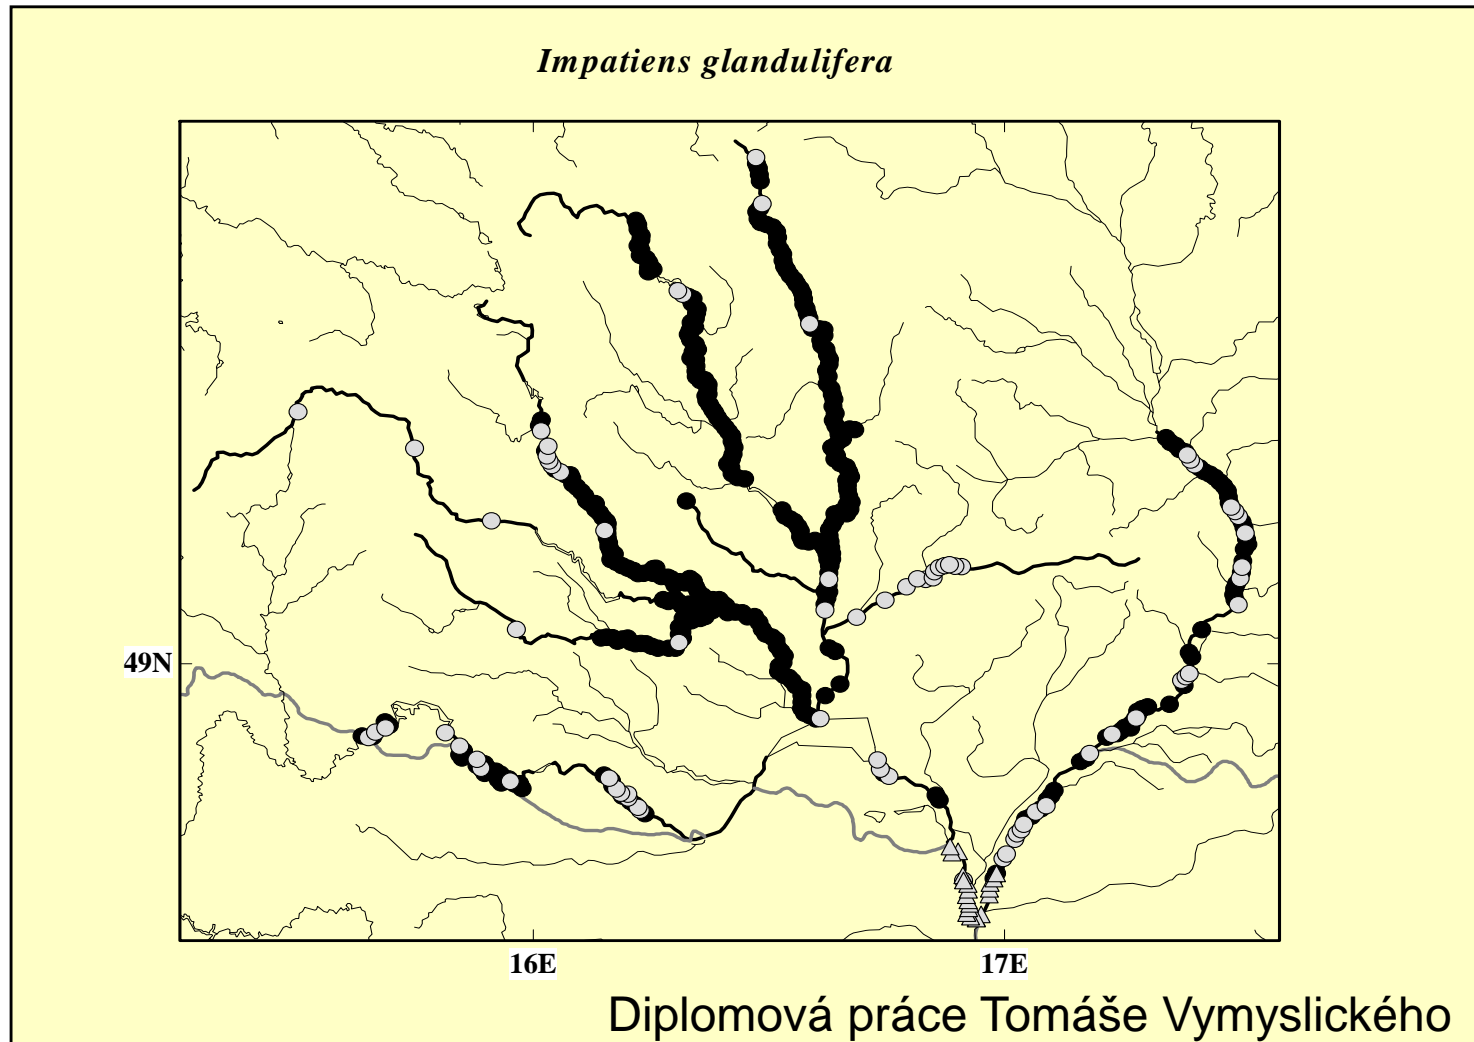 Impatiens glandulifera
49N
16E
17E
Diplomová práce Tomáše Vymyslického